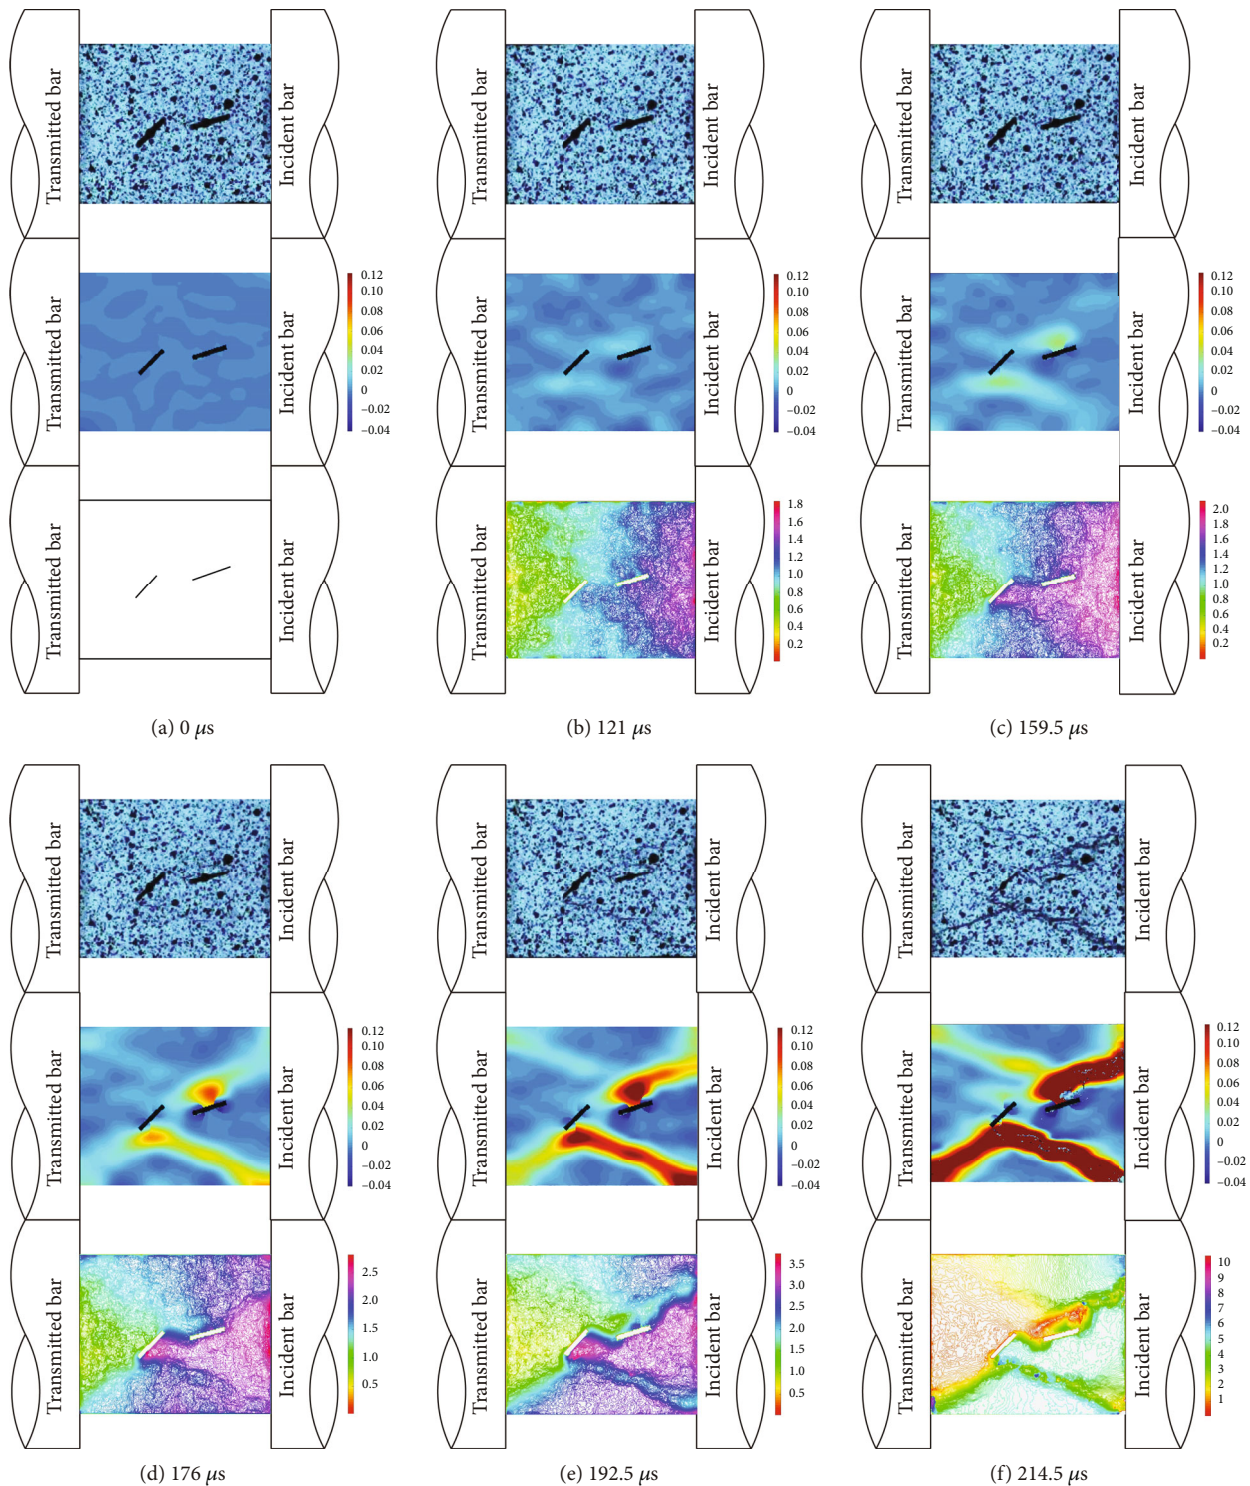 Transmitted bar
Incident bar
Transmitted bar
Incident bar
0.12
0.10
0.08
0.06
0.04
0.02
0
−0.02
−0.04
Transmitted bar
Incident bar
(a) 0 μs
Transmitted bar
Incident bar
Transmitted bar
Incident bar
0.12
0.10
0.08
0.06
0.04
0.02
0
−0.02
−0.04
Transmitted bar
Incident bar
1.8
1.6
1.4
1.2
1.0
0.8
0.6
0.4
0.2
(b) 121 μs
Transmitted bar
Incident bar
Transmitted bar
Incident bar
0.12
0.10
0.08
0.06
0.04
0.02
0
−0.02
−0.04
Transmitted bar
Incident bar
2.0
1.8
1.6
1.4
1.2
1.0
0.8
0.6
0.4
0.2
(c) 159.5 μs
Transmitted bar
Incident bar
Transmitted bar
Incident bar
0.12
0.10
0.08
0.06
0.04
0.02
0
−0.02
−0.04
Transmitted bar
Incident bar
2.5
2.0
1.5
1.0
0.5
(d) 176 μs
Transmitted bar
Incident bar
Transmitted bar
Incident bar
0.12
0.10
0.08
0.06
0.04
0.02
0
−0.02
−0.04
Transmitted bar
Incident bar
3.5
3.0
2.5
2.0
1.5
1.0
0.5
(e) 192.5 μs
Transmitted bar
Incident bar
Transmitted bar
Incident bar
0.12
0.10
0.08
0.06
0.04
0.02
0
−0.02
−0.04
Transmitted bar
Incident bar
10
9
8
7
6
5
4
3
2
1
(f) 214.5 μs